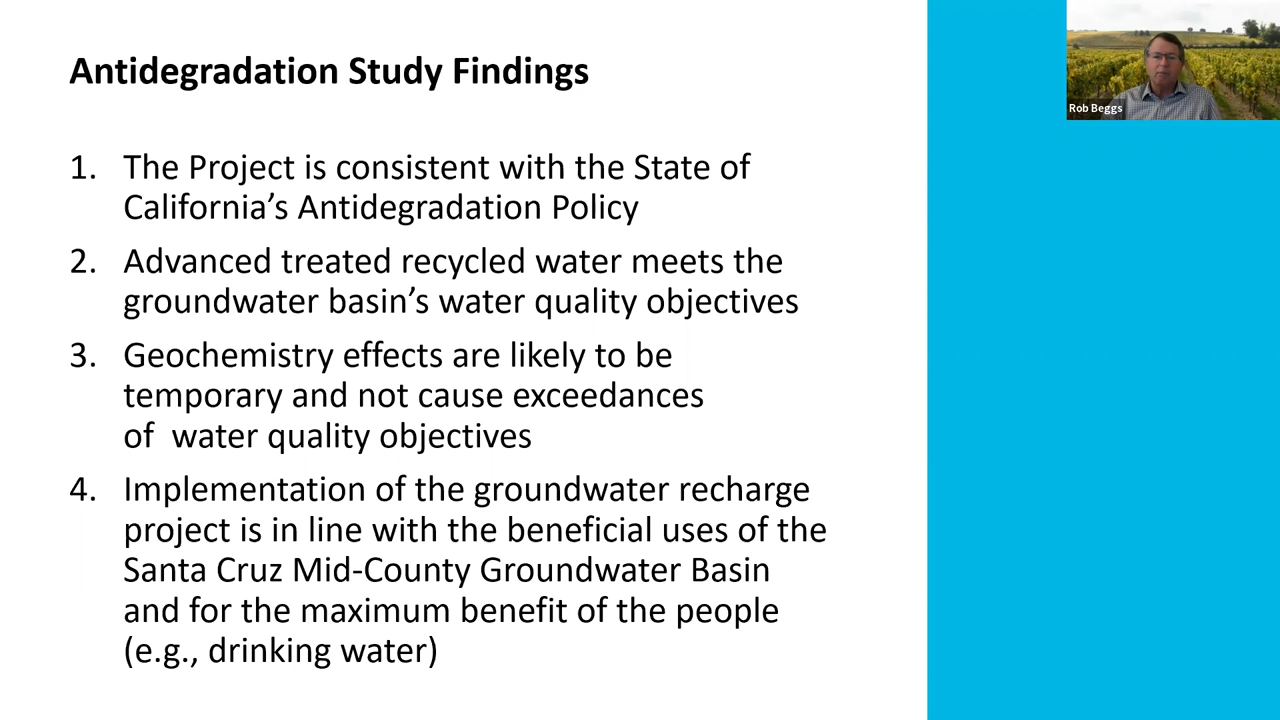 Antidegradation Study Findings
Rob Beggs
1. The Project is consistent with the State of
California’s Antidegradation Policy
2. Advanced treated recycled water meets the
groundwater basin’s water quality objectives
3. Geochemistry effects are likely to be
temporary and not cause exceedances
of  water quality objectives
4. Implementation of the groundwater recharge
project is in line with the beneficial uses of the
Santa Cruz Mid-County Groundwater Basin
and for the maximum benefit of the people
(e.g., drinking water)